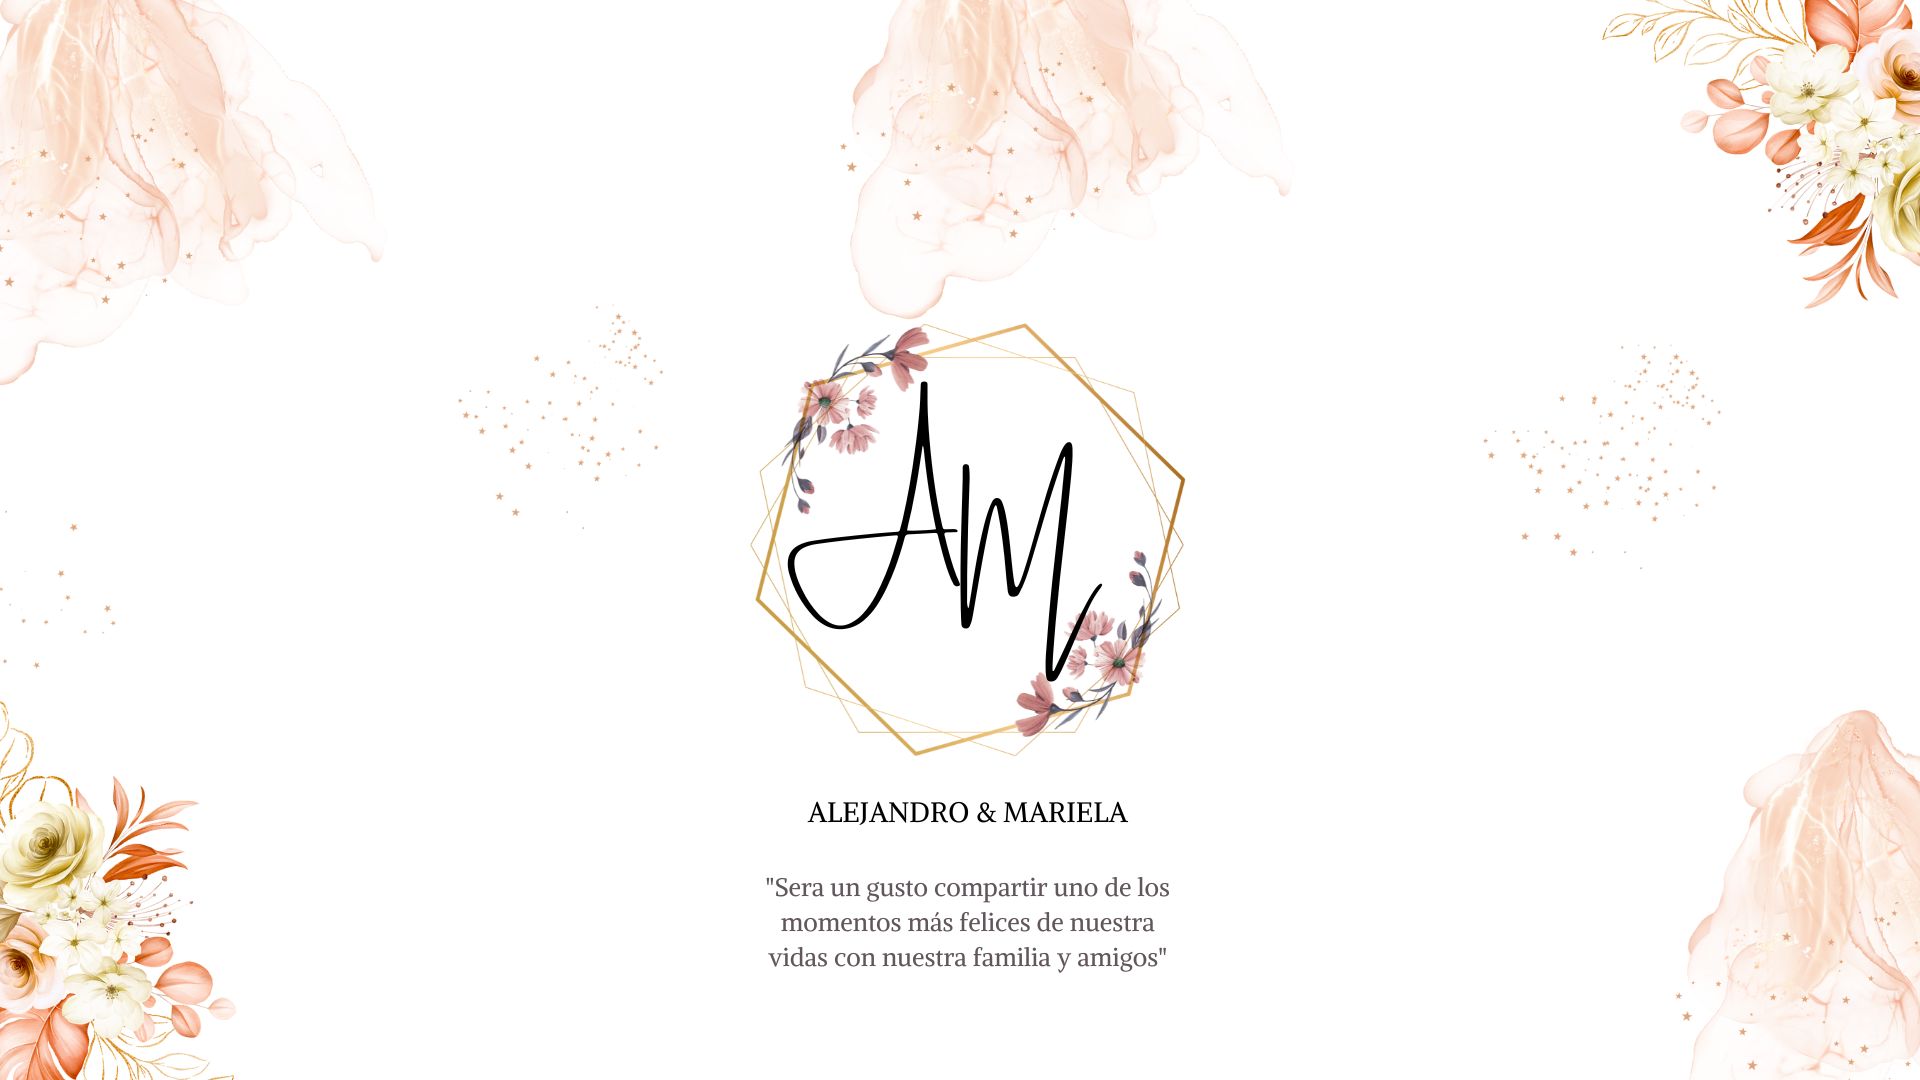 AM
ALEJANDRO & MARIELA
"Sera un gusto compartir uno de los
momentos más felices de nuestra
vidas con nuestra familia y amigos"